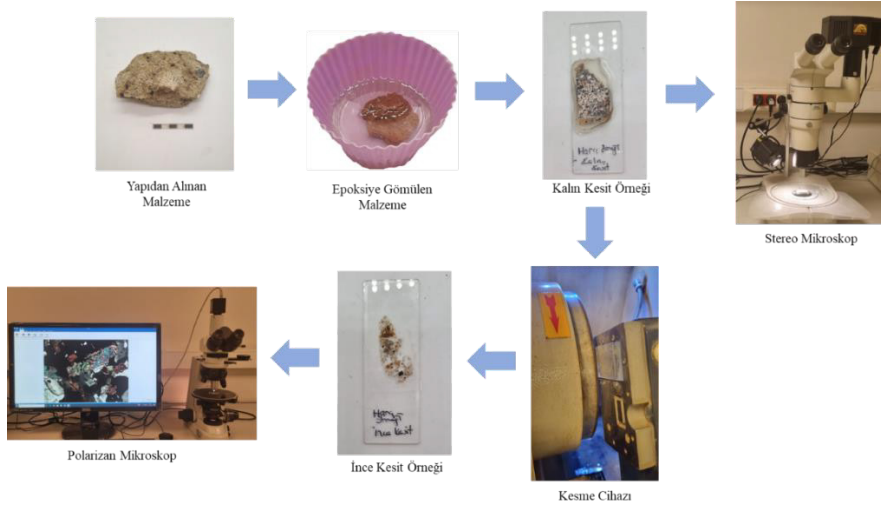 Yapıdan Alınan
Malzeme
Epoksiye Gömülen
Malzeme
Kalın Kesit Örneği
Stereo Mikroskop
Polarizan Mikroskop
İnce Kesit Örneği
Kesme Cihazı